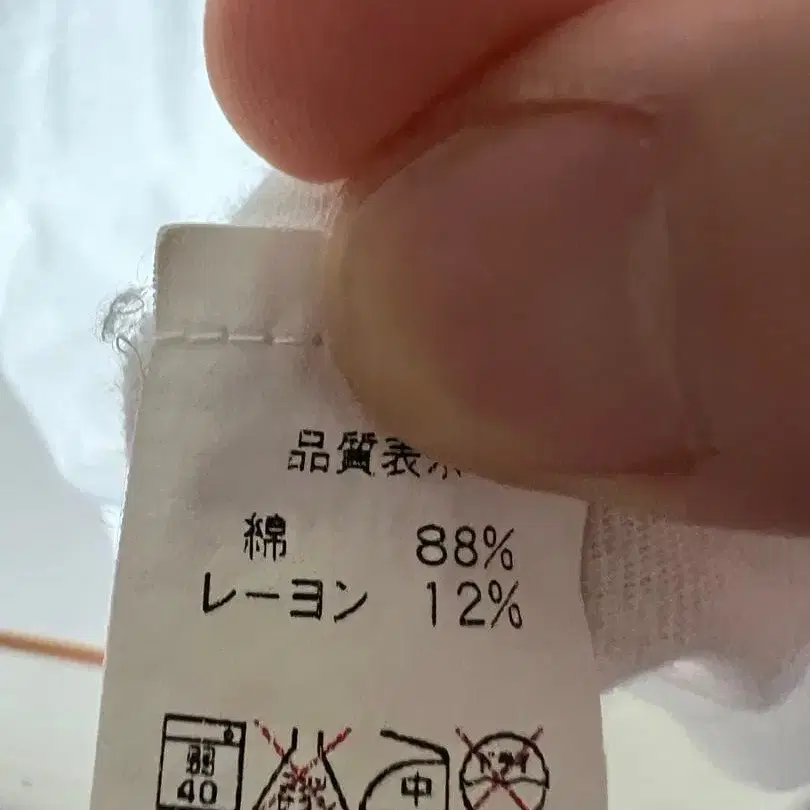 品質表示
綿 88%
レーヨン 12%
弱 中 ドライ
40